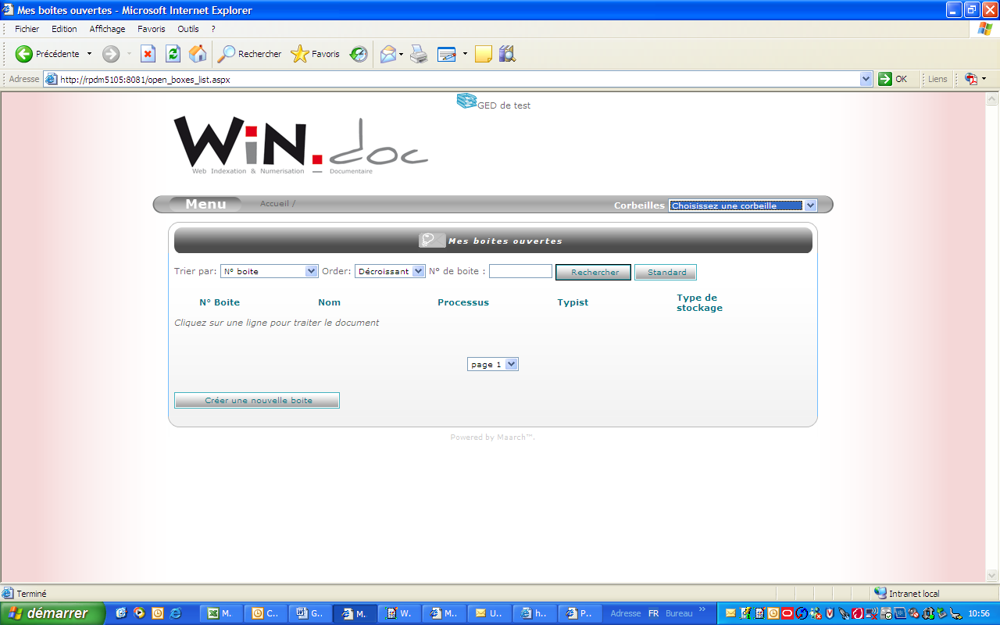 Mes boites ouvertes - Microsoft Internet Explorer
Fichier Edition Affichage Favoris Outils ?
Précédente Rechercher Favoris
Adresse http://rpdm5105:8081/open_boxes_list.aspx OK Liens
GED de test
WiN.doc
Web Indexation & Numerisation — Documentaire
Menu Accueil / Corbeilles Choisissez une corbeille
Mes boites ouvertes
Trier par: N° boite Order: Décroissant N° de boite : Rechercher Standard
N° Boite Nom Processus Typist Type de
stockage
Cliquez sur une ligne pour traiter le document
page 1
Créer une nouvelle boite
Powered by Maarch™.
Terminé Intranet local
démarrer M. C.. G.. M. W. M.. U.. h.. P.. Adresse FR Bureau » 10:56